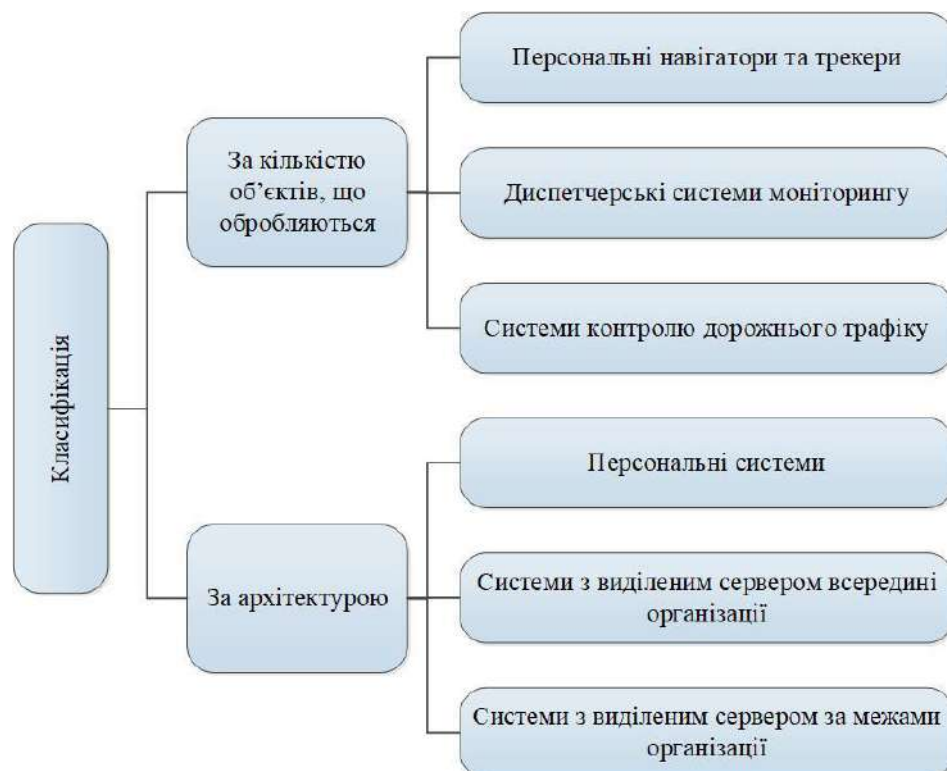 Класифікація
За кількістю
об’єктів, що
обробляються
Персональні навігатори та трекери
Диспетчерські системи моніторингу
Системи контролю дорожнього трафіку
За архітектурою
Персональні системи
Системи з виділеним сервером всередині
організації
Системи з виділеним сервером за межами
організації